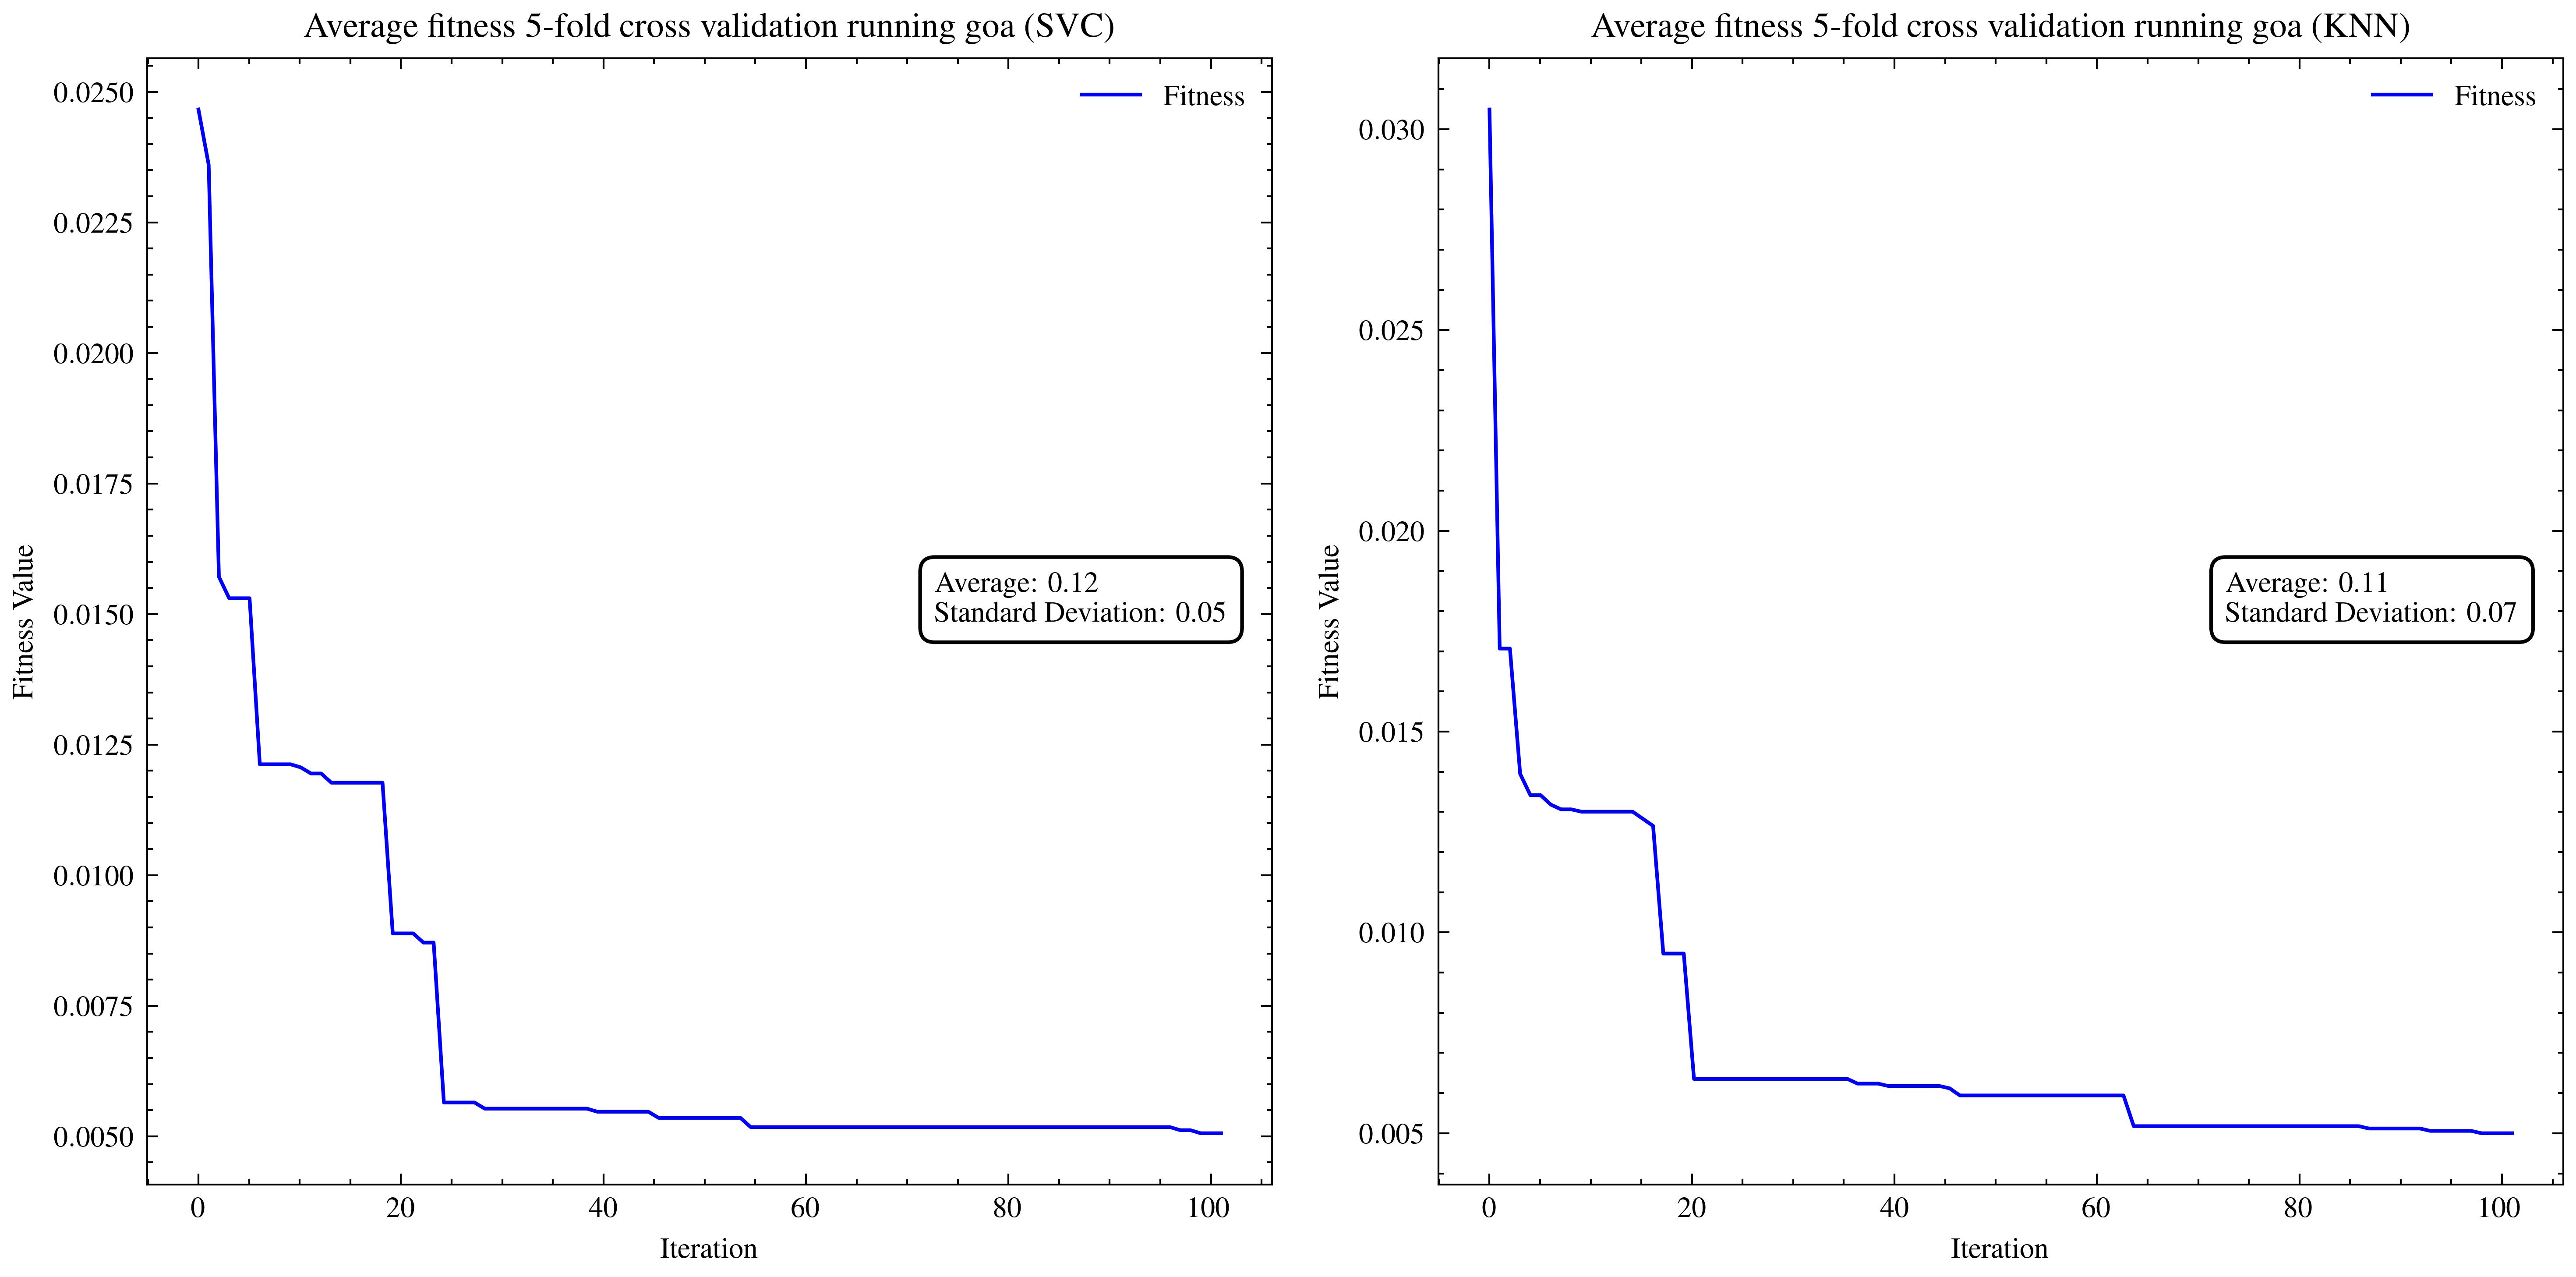 Average fitness 5-fold cross validation running goa (SVC)
Fitness
0.0250
0.0225
0.0200
0.0175
0.0150
0.0125
0.0100
0.0075
0.0050
Fitness Value
Average: 0.12
Standard Deviation: 0.05
0 20 40 60 80 100
Iteration
Average fitness 5-fold cross validation running goa (KNN)
Fitness
0.030
0.025
0.020
0.015
0.010
0.005
Fitness Value
Average: 0.11
Standard Deviation: 0.07
0 20 40 60 80 100
Iteration